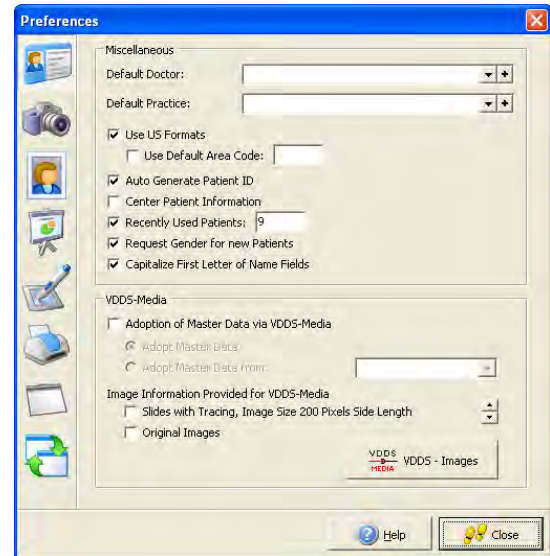 Preferences
Miscellaneous
Default Doctor:
Default Practice:
Use US Formats
Use Default Area Code:
Auto Generate Patient ID
Center Patient Information
Recently Used Patients: 9
Request Gender for new Patients
Capitalize First Letter of Name Fields
VDDS-Media
Adoption of Master Data via VDDS-Media
Adopt Master Data
Adopt Master Data from:
Image Information Provided for VDDS-Media
Slides with Tracing, Image Size 200 Pixels Side Length
Original Images
VDDS MEDIA VDDS - Images
Help Close